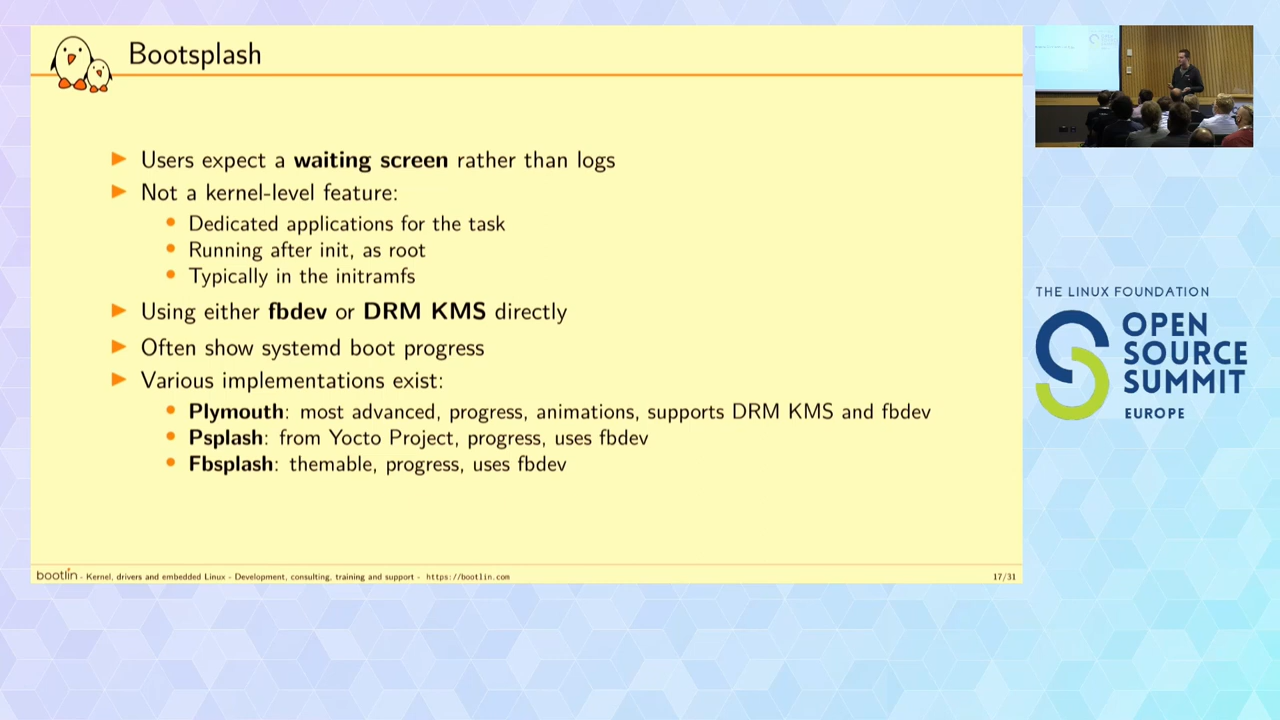 Bootsplash
Users expect a waiting screen rather than logs
Not a kernel-level feature:
Dedicated applications for the task
Running after init, as root
Typically in the initramfs
Using either fbdev or DRM KMS directly
Often show systemd boot progress
Various implementations exist:
Plymouth: most advanced, progress, animations, supports DRM KMS and fbdev
Psplash: from Yocto Project, progress, uses fbdev
Fbsplash: themable, progress, uses fbdev
bootlin - Kernel, drivers and embedded Linux - Development, consulting, training and support - https://bootlin.com
17/31
THE LINUX FOUNDATION
OPEN
SOURCE
SUMMIT
EUROPE